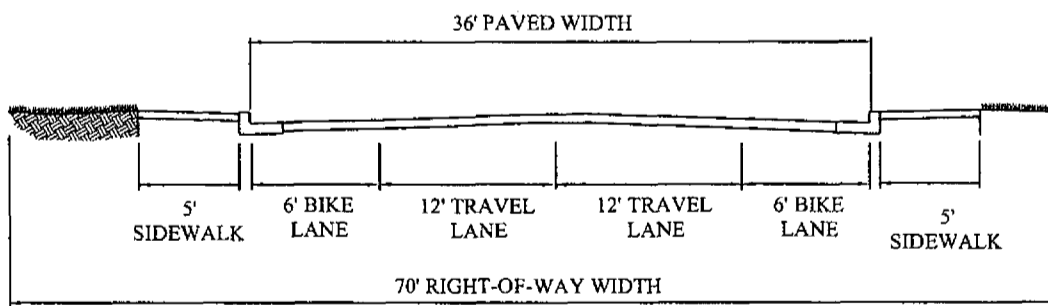 36' PAVED WIDTH
5'
SIDEWALK
6' BIKE
LANE
12' TRAVEL
LANE
12' TRAVEL
LANE
6' BIKE
LANE
5'
SIDEWALK
70' RIGHT-OF-WAY WIDTH